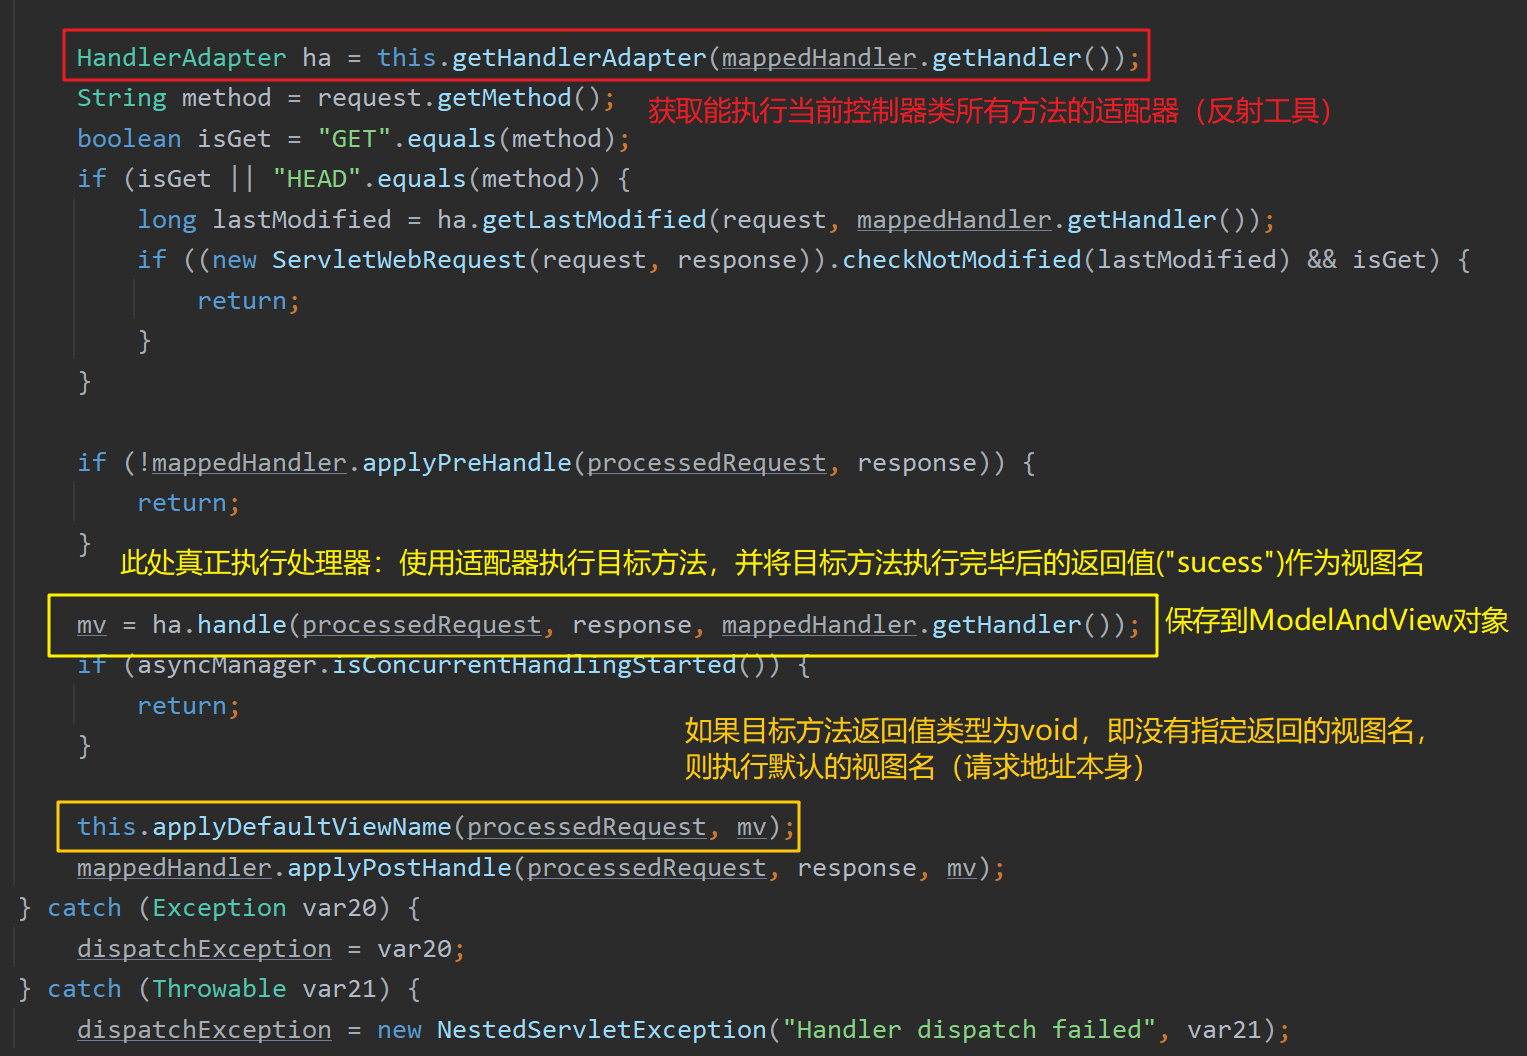 HandlerAdapter ha = this.getHandlerAdapter(mappedHandler.getHandler());
String method = request.getMethod();
获取能执行当前控制器类所有方法的适配器（反射工具）
boolean isGet = "GET".equals(method);
if (isGet || "HEAD".equals(method)) {
long lastModified = ha.getLastModified(request, mappedHandler.getHandler());
if ((new ServletWebRequest(request, response)).checkNotModified(lastModified) && isGet) {
return;
}
}
if (!mappedHandler.applyPreHandle(processedRequest, response)) {
return;
}
此处真正执行处理器：使用适配器执行目标方法，并将目标方法执行完毕后的返回值("sucess")作为视图名
mv = ha.handle(processedRequest, response, mappedHandler.getHandler());
保存到ModelAndView对象
if (asyncManager.isConcurrentHandlingStarted()) {
return;
}
如果目标方法返回值类型为void，即没有指定返回的视图名，
则执行默认的视图名（请求地址本身）
this.applyDefaultViewName(processedRequest, mv);
mappedHandler.applyPostHandle(processedRequest, response, mv);
} catch (Exception var20) {
dispatchException = var20;
} catch (Throwable var21) {
dispatchException = new NestedServletException("Handler dispatch failed", var21);